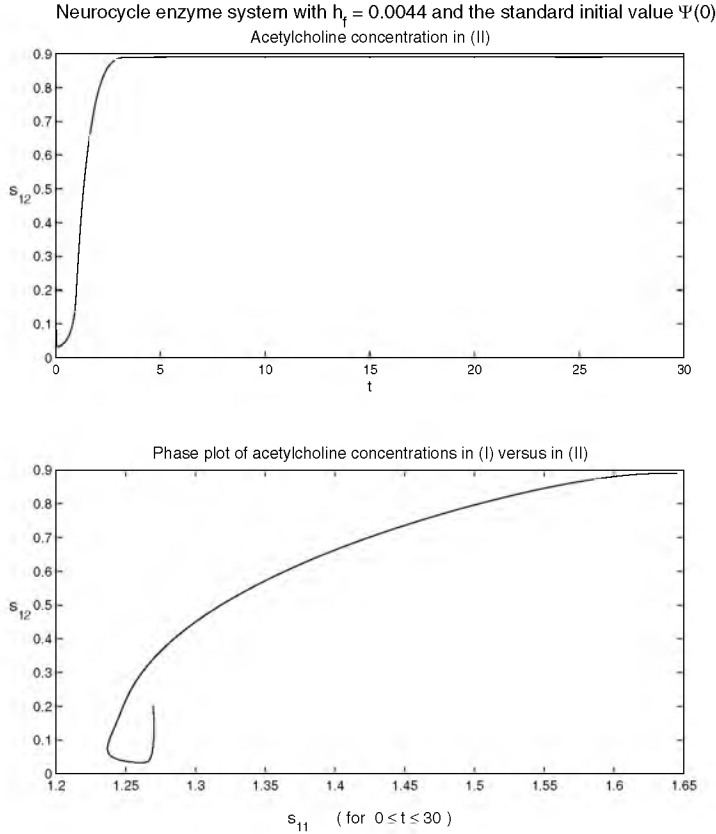 Neurocycle enzyme system with h_f = 0.0044 and the standard initial value Ψ(0)
Acetylcholine concentration in (II)
0.9
0.8
0.7
0.6
0.5
s_12
0.4
0.3
0.2
0.1
0
0 5 10 15 20 25 30
t
Phase plot of acetylcholine concentrations in (I) versus in (II)
0.9
0.8
0.7
0.6
0.5
s_12
0.4
0.3
0.2
0.1
0
1.2 1.25 1.3 1.35 1.4 1.45 1.5 1.55 1.6 1.65
s_11 ( for 0 ≤ t ≤ 30 )